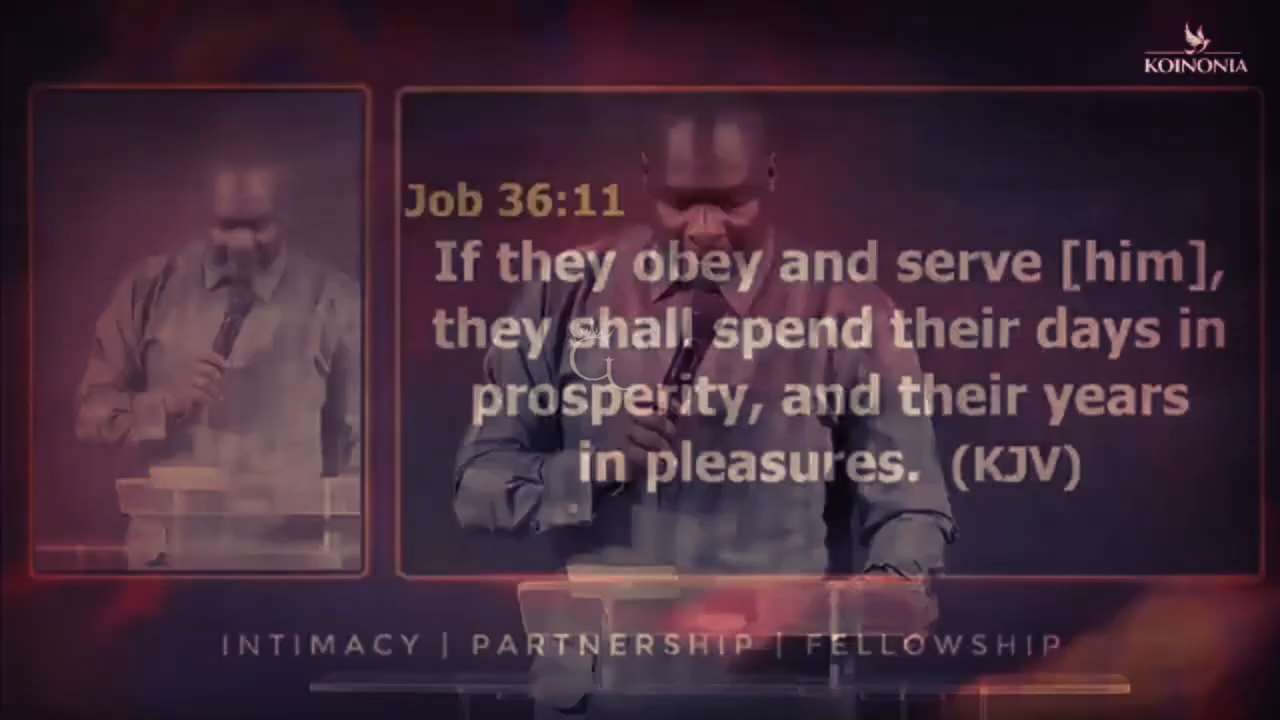 KOINONIA
Job 36:11
If they obey and serve [him],
they shall spend their days in
prosperity, and their years
in pleasures. (KJV)
INTIMACY | PARTNERSHIP | FELLOWSHIP